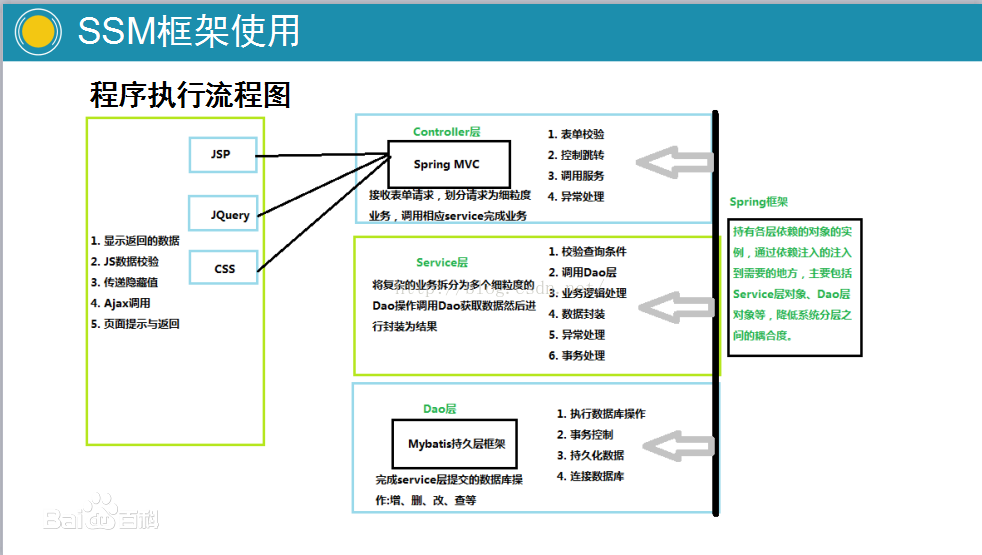 SSM框架使用
程序执行流程图
JSP
JQuery
CSS
1. 显示返回的数据
2. JS数据校验
3. 传递隐藏值
4. Ajax调用
5. 页面提示与返回
Controller层
Spring MVC
接收表单请求，划分请求为细粒度
业务，调用相应service完成业务
1. 表单校验
2. 控制跳转
3. 调用服务
4. 异常处理
Service层
将复杂的业务拆分为多个细粒度的
Dao操作调用Dao获取数据然后进
行封装为结果
1. 校验查询条件
2. 调用Dao层
3. 业务逻辑处理
4. 数据封装
5. 异常处理
6. 事务处理
http://blog.csdn.net/
Dao层
Mybatis持久层框架
完成service层提交的数据库操
作:增、删、改、查等
1. 执行数据库操作
2. 事务控制
3. 持久化数据
4. 连接数据库
Spring框架
持有各层依赖的对象的实
例，通过依赖注入的注入
到需要的地方，主要包括
Service层对象、Dao层
对象等，降低系统分层之
间的耦合度。
Bai百科